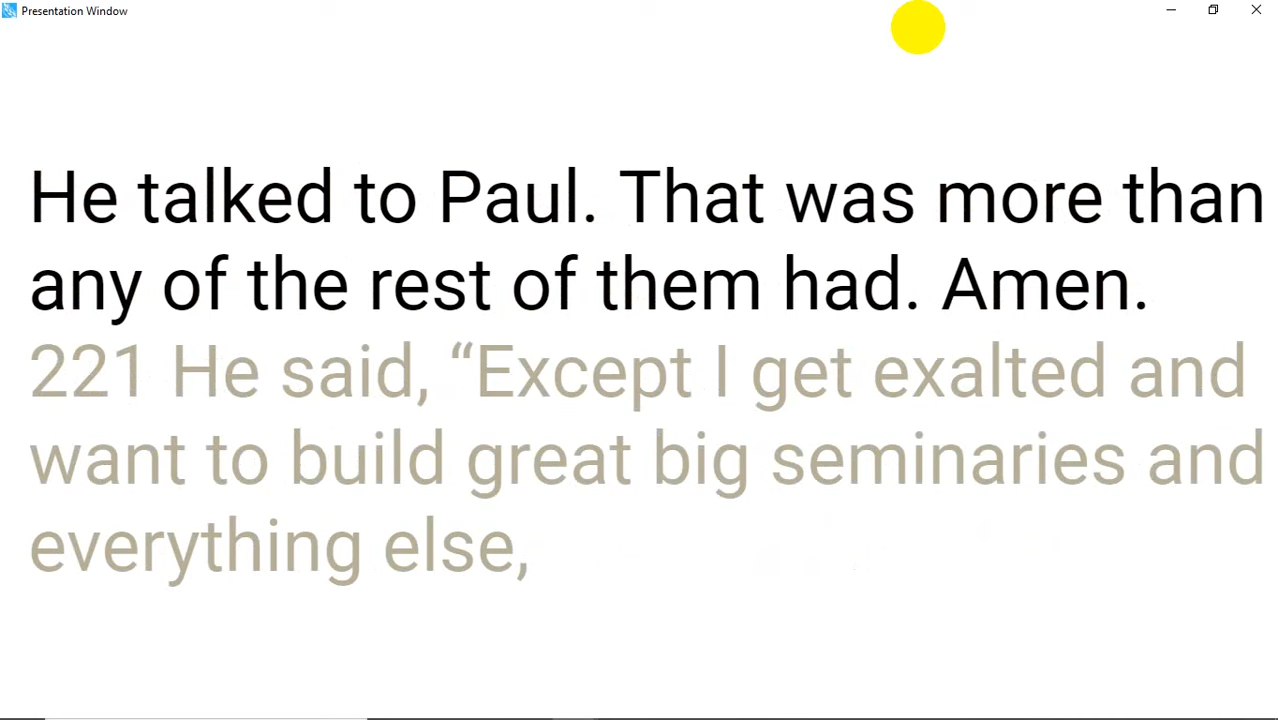 Presentation Window
He talked to Paul. That was more than
any of the rest of them had. Amen.
221 He said, “Except I get exalted and
want to build great big seminaries and
everything else,